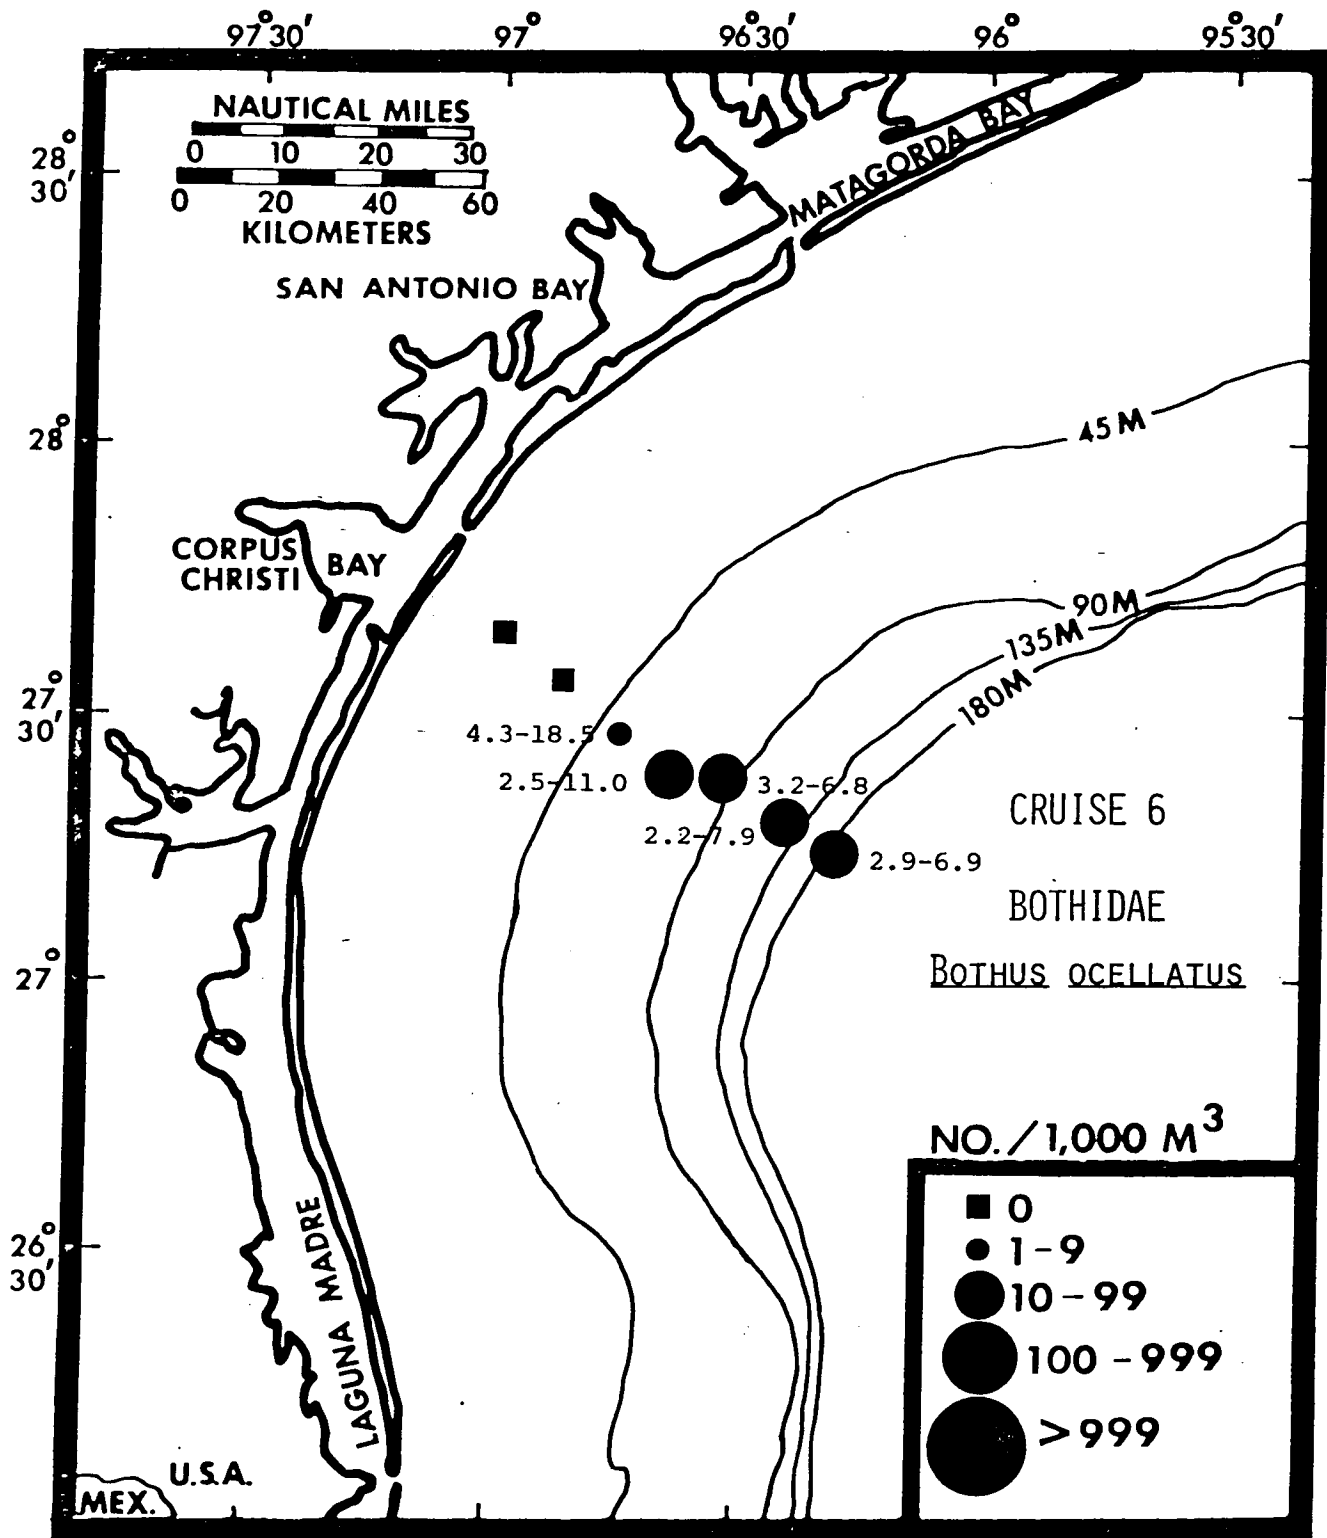 97°30′ 97° 96°30′ 96° 95°30′
NAUTICAL MILES
0 10 20 30
0 20 40 60
KILOMETERS
28°
30′
MATAGORDA BAY
SAN ANTONIO BAY
28°
45M
CORPUS
CHRISTI
BAY
90M
135M
180M
27°
30′
4.3-18.5
2.5-11.0
3.2-6.8
2.2-7.9
2.9-6.9
CRUISE 6
BOTHIDAE
BOTHUS OCELLATUS
27°
NO./1,000 M³
0
1-9
10-99
100-999
>999
26°
30′
LAGUNA MADRE
U.S.A.
MEX.